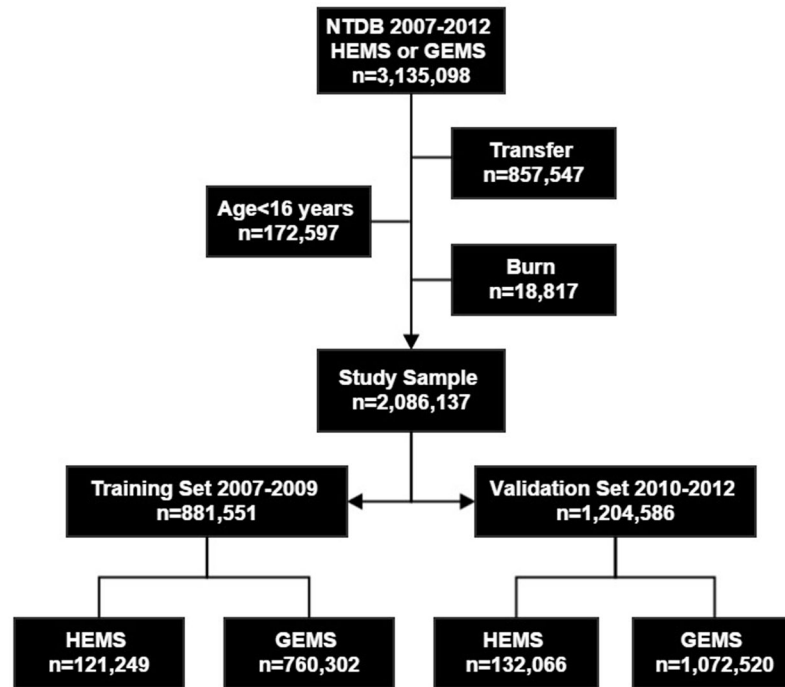 NTDB 2007-2012
HEMS or GEMS
n=3,135,098
Transfer
n=857,547
Age<16 years
n=172,597
Burn
n=18,817
Study Sample
n=2,086,137
Training Set 2007-2009
n=881,551
Validation Set 2010-2012
n=1,204,586
HEMS
n=121,249
GEMS
n=760,302
HEMS
n=132,066
GEMS
n=1,072,520